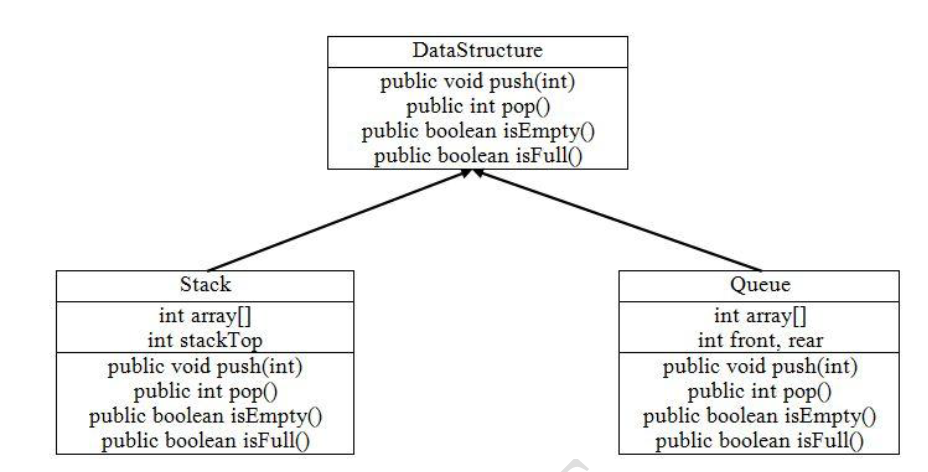 DataStructure
public void push(int)
public int pop()
public boolean isEmpty()
public boolean isFull()
Stack
int array[]
int stackTop
public void push(int)
public int pop()
public boolean isEmpty()
public boolean isFull()
Queue
int array[]
int front, rear
public void push(int)
public int pop()
public boolean isEmpty()
public boolean isFull()